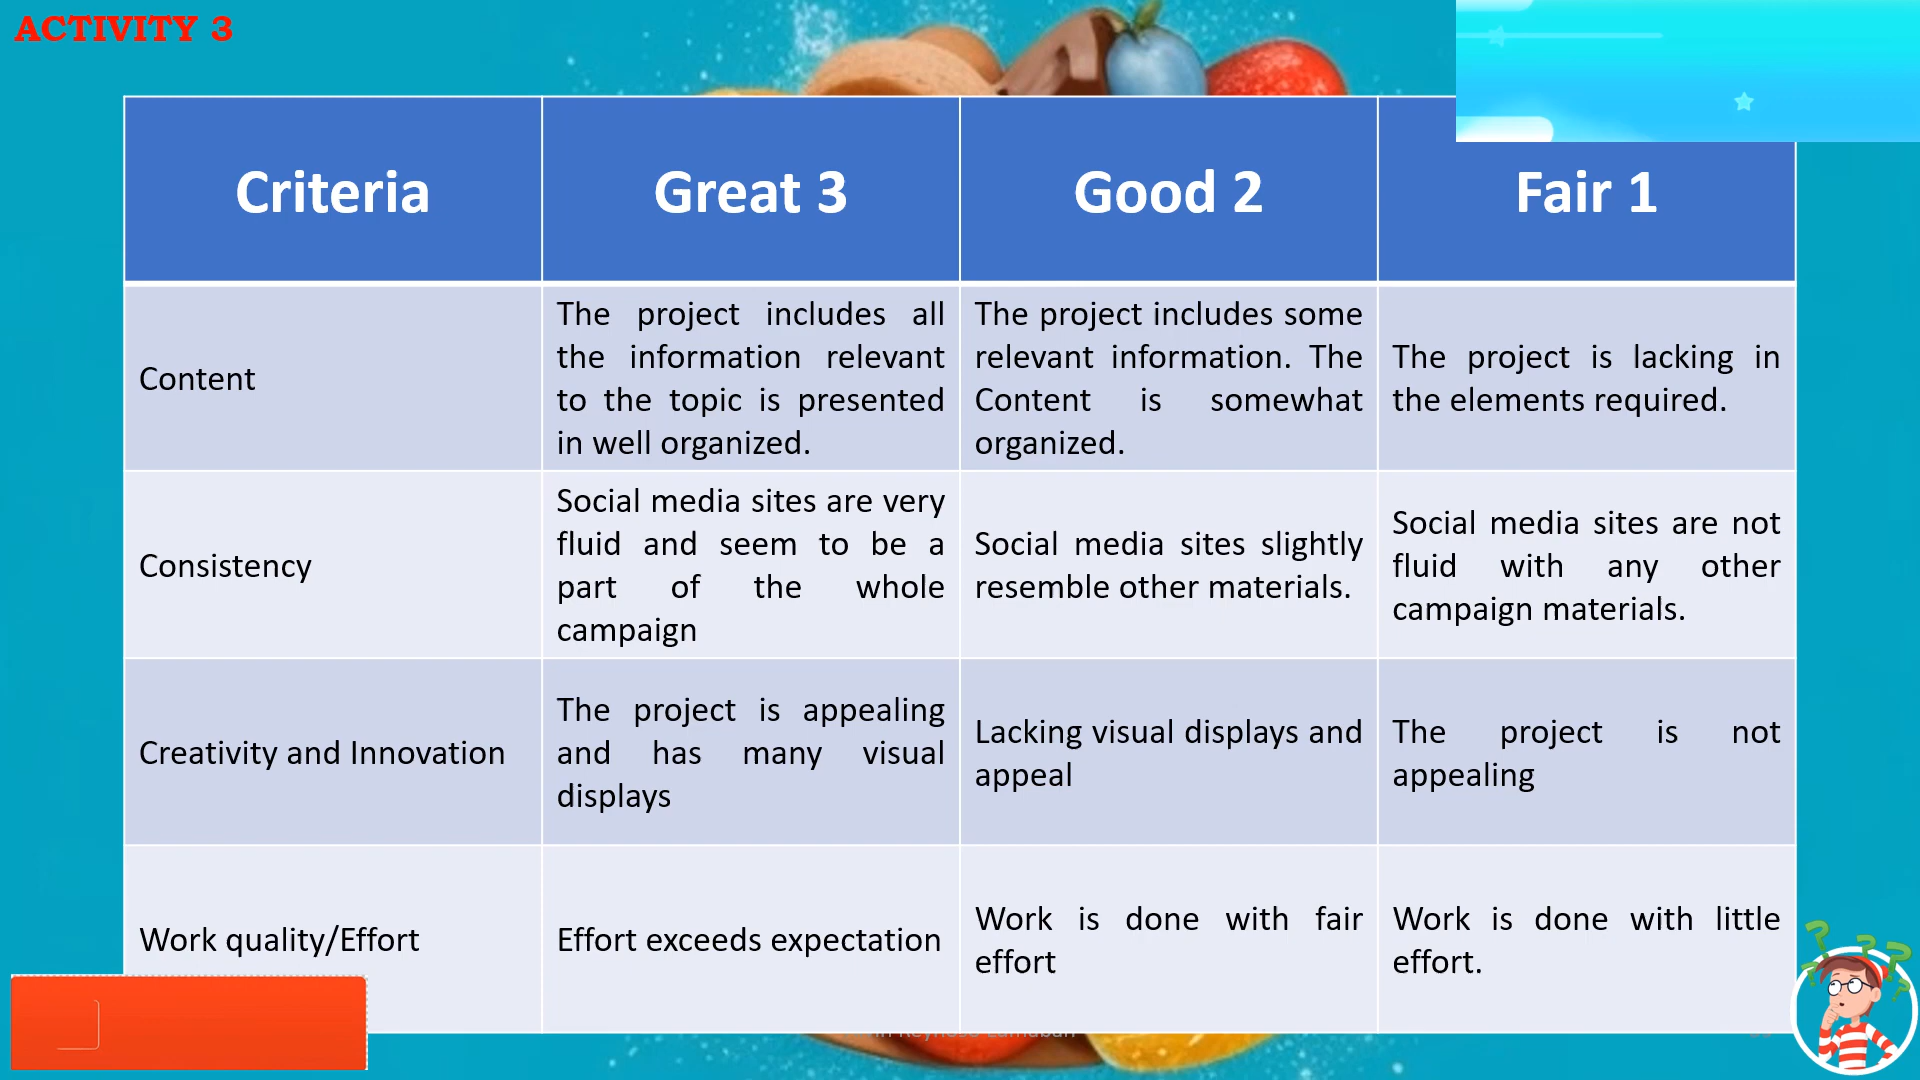 ACTIVITY 3
Criteria
Great 3
Good 2
Fair 1
Content
The project includes all
the information relevant
to the topic is presented
in well organized.
The project includes some
relevant information. The
Content is somewhat
organized.
The project is lacking in
the elements required.
Consistency
Social media sites are very
fluid and seem to be a
part of the whole
campaign
Social media sites slightly
resemble other materials.
Social media sites are not
fluid with any other
campaign materials.
Creativity and Innovation
The project is appealing
and has many visual
displays
Lacking visual displays and
appeal
The project is not
appealing
Work quality/Effort
Effort exceeds expectation
Work is done with fair
effort
Work is done with little
effort.